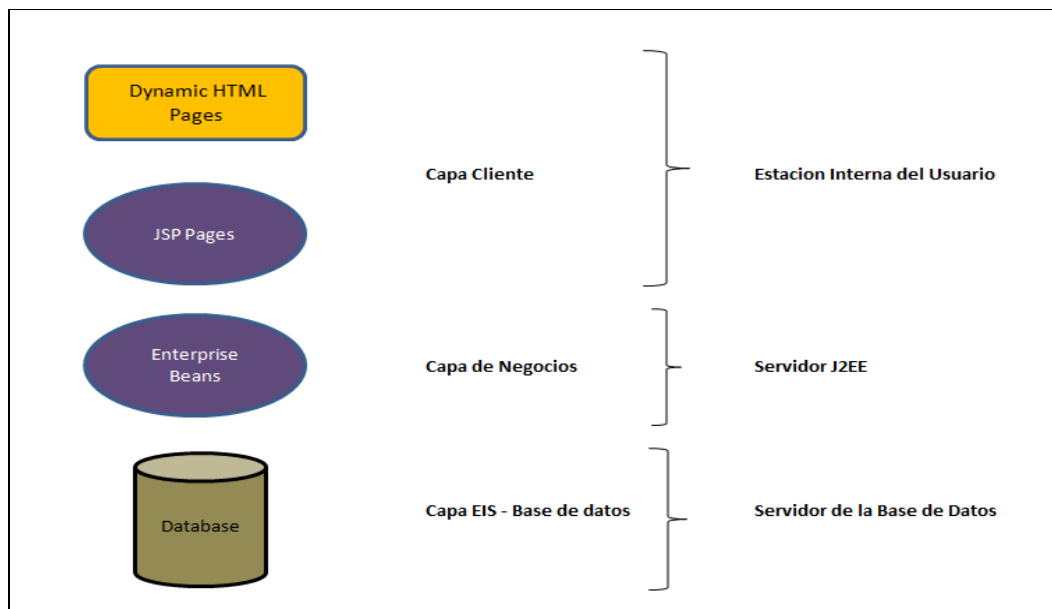 Dynamic HTML
Pages
Capa Cliente
Estacion Interna del Usuario
JSP Pages
Enterprise
Beans
Capa de Negocios
Servidor J2EE
Database
Capa EIS - Base de datos
Servidor de la Base de Datos